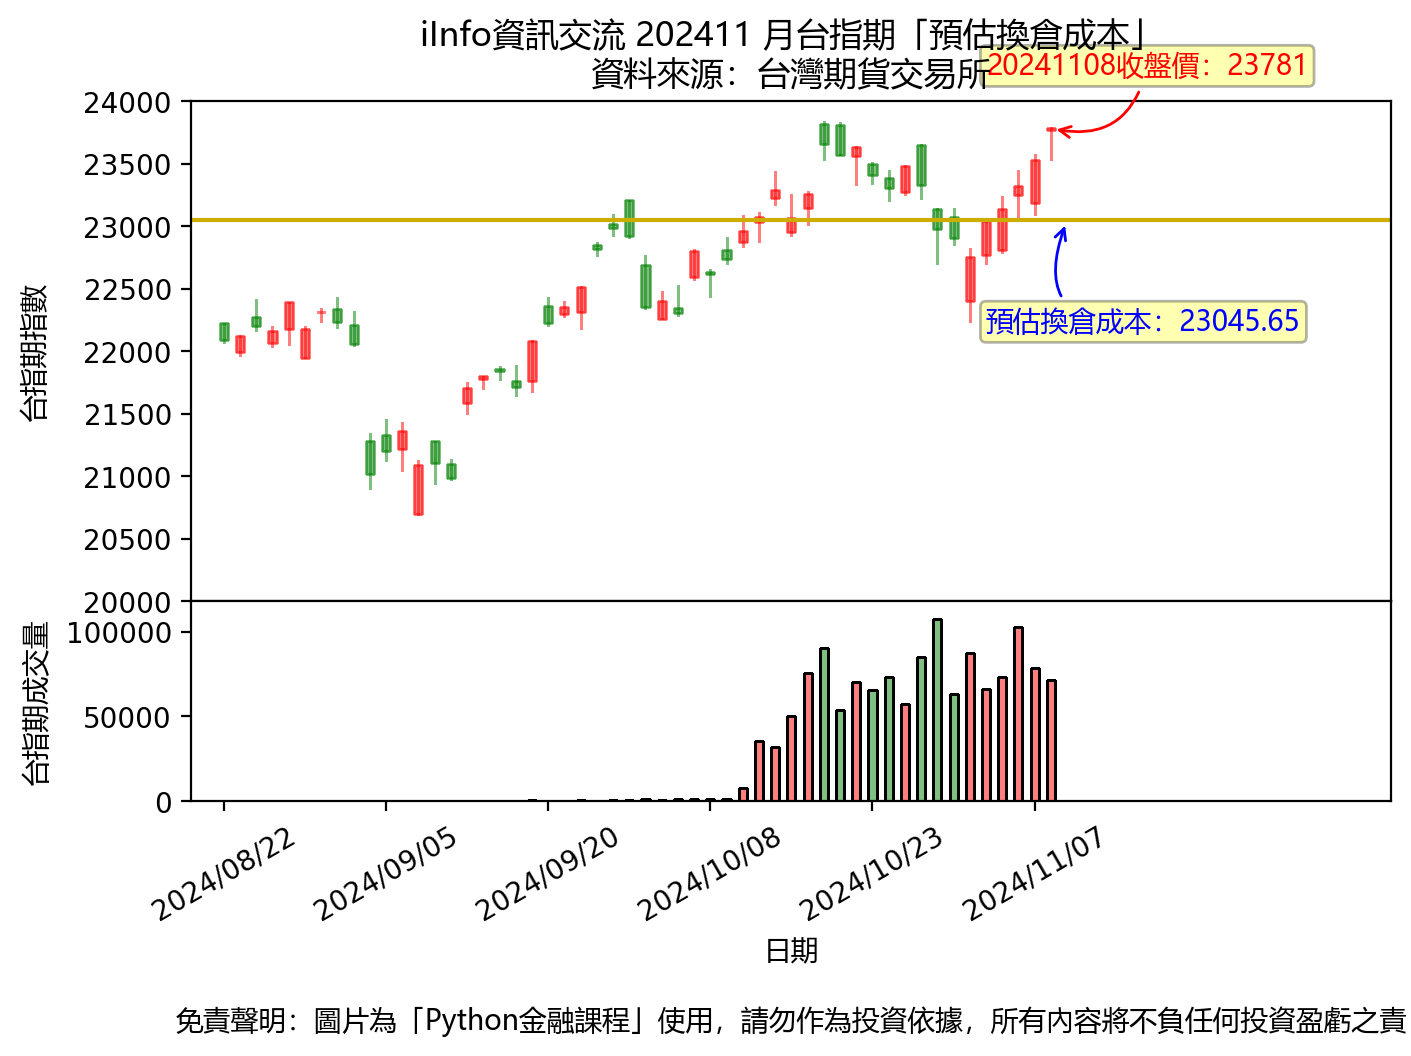 iInfo資訊交流 202411 月台指期「預估換倉成本」
資料來源：台灣期貨交易所
20241108收盤價：23781
24000
23500
23000
22500
22000
21500
21000
20500
20000
台指期指數
預估換倉成本：23045.65
100000
50000
0
台指期成交量
2024/08/22
2024/09/05
2024/09/20
2024/10/08
2024/10/23
2024/11/07
日期
免責聲明：圖片為「Python金融課程」使用，請勿作為投資依據，所有內容將不負任何投資盈虧之責